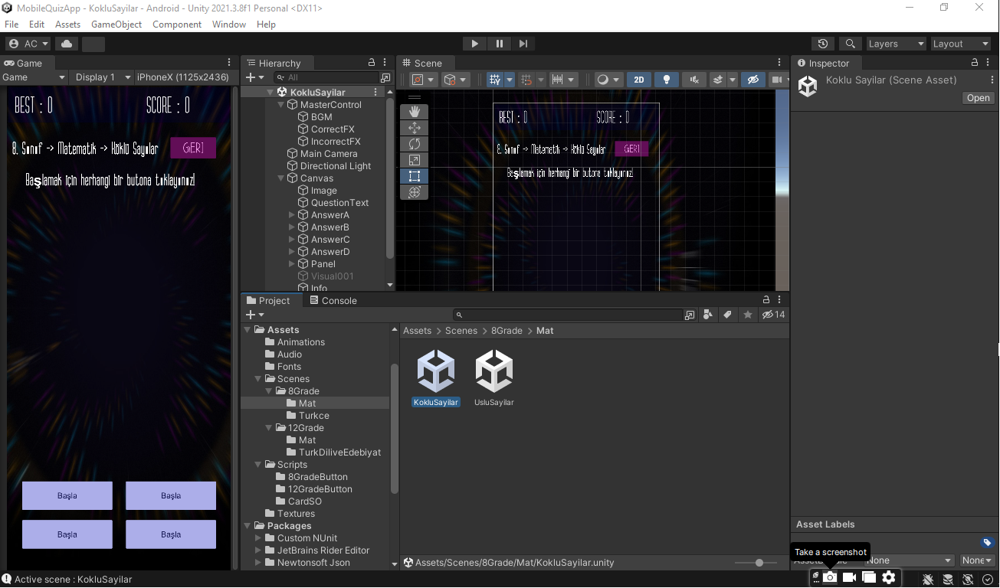 MobileQuizApp - KokluSayilar - Android - Unity 2021.3.8f1 Personal <DX11>
File Edit Assets GameObject Component Window Help
AC Layers Layout
Game
Game Display 1 iPhoneX (1125x2436)
BEST : 0 SCORE : 0
8. Sınıf -> Matematik -> Köklü Sayılar GERİ
Başlamak için herhangi bir butona tıklayınız!
Başla Başla
Başla Başla
Hierarchy
All
KokluSayilar
MasterControl
BGM
CorrectFX
IncorrectFX
Main Camera
Directional Light
Canvas
Image
QuestionText
AnswerA
AnswerB
AnswerC
AnswerD
Panel
Visual001
Info
Scene
2D
BEST : 0 SCORE : 0
8. Sınıf -> Matematik -> Köklü Sayılar GERİ
Başlamak için herhangi bir butona tıklayınız!
Inspector
Koklu Sayilar (Scene Asset)
Open
Project Console
14
Assets
Animations
Audio
Fonts
Scenes
8Grade
Mat
Turkce
12Grade
Mat
TurkDiliveEdebiyat
Scripts
8GradeButton
12GradeButton
CardSO
Textures
Packages
Custom NUnit
JetBrains Rider Editor
Newtonsoft Json
Assets > Scenes > 8Grade > Mat
KokluSayilar UsluSayilar
Assets/Scenes/8Grade/Mat/KokluSayilar.unity
Asset Labels
Take a screenshot
None None
Active scene : KokluSayilar